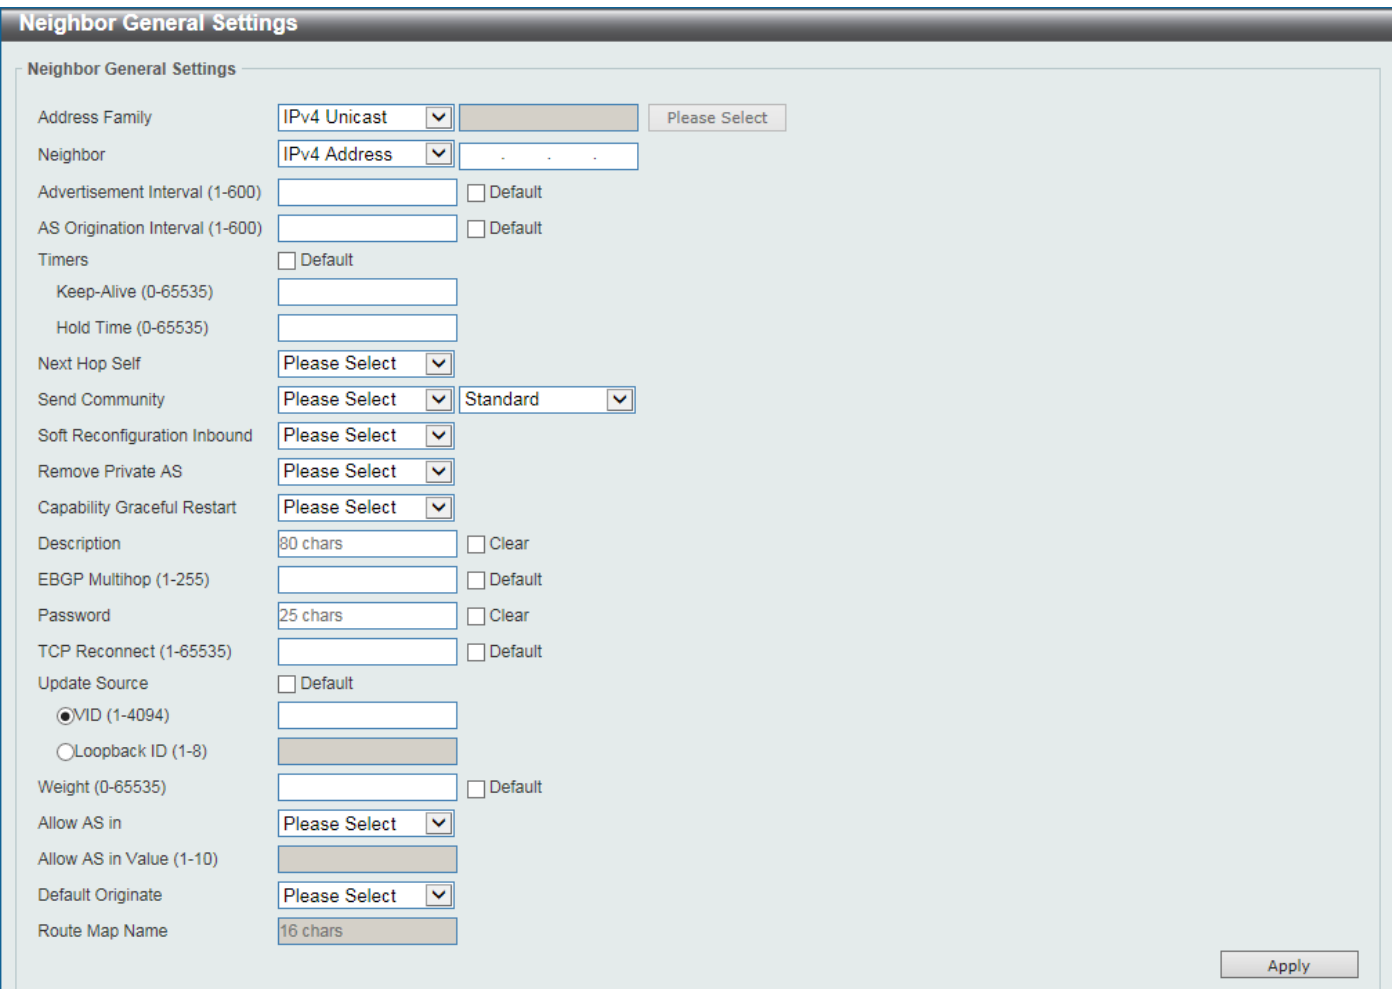 Neighbor General Settings
Neighbor General Settings
Address Family IPv4 Unicast Please Select
Neighbor IPv4 Address . . .
Advertisement Interval (1-600) Default
AS Origination Interval (1-600) Default
Timers Default
Keep-Alive (0-65535)
Hold Time (0-65535)
Next Hop Self Please Select
Send Community Please Select Standard
Soft Reconfiguration Inbound Please Select
Remove Private AS Please Select
Capability Graceful Restart Please Select
Description 80 chars Clear
EBGP Multihop (1-255) Default
Password 25 chars Clear
TCP Reconnect (1-65535) Default
Update Source Default
VID (1-4094)
Loopback ID (1-8)
Weight (0-65535) Default
Allow AS in Please Select
Allow AS in Value (1-10)
Default Originate Please Select
Route Map Name 16 chars
Apply